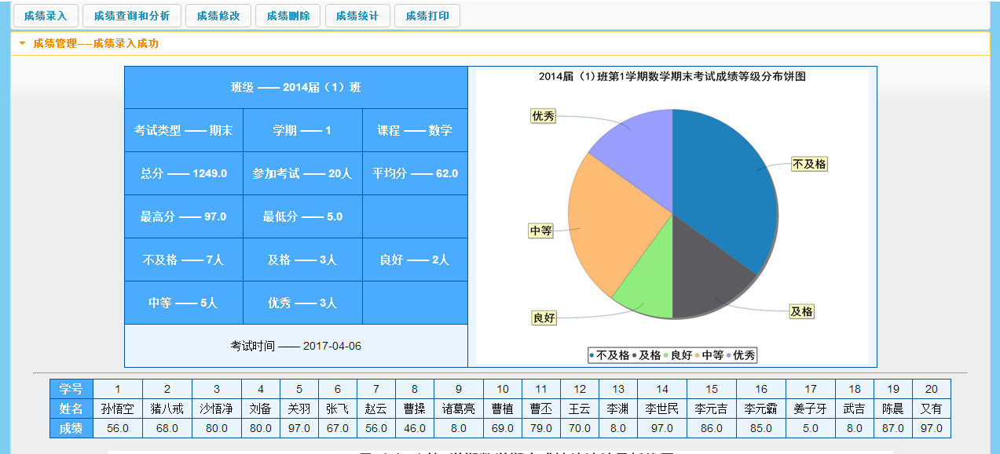 成绩录入 成绩查询和分析 成绩修改 成绩删除 成绩统计 成绩打印
成绩管理——成绩录入成功
班级 —— 2014届（1）班
考试类型 —— 期末 学期 —— 1 课程 —— 数学
总分 —— 1249.0 参加考试 —— 20人 平均分 —— 62.0
最高分 —— 97.0 最低分 —— 5.0
不及格 —— 7人 及格 —— 3人 良好 —— 2人
中等 —— 5人 优秀 —— 3人
考试时间 —— 2017-04-06
2014届（1)班第1学期数学期末考试成绩等级分布饼图
优秀
不及格
中等
良好
及格
不及格 及格 良好 中等 优秀
学号 1 2 3 4 5 6 7 8 9 10 11 12 13 14 15 16 17 18 19 20
姓名 孙悟空 猪八戒 沙悟净 刘备 关羽 张飞 赵云 曹操 诸葛亮 曹植 曹丕 王云 李渊 李世民 李元吉 李元霸 姜子牙 武吉 陈晨 又有
成绩 56.0 68.0 80.0 80.0 97.0 67.0 56.0 46.0 8.0 69.0 79.0 70.0 8.0 97.0 86.0 85.0 5.0 8.0 87.0 97.0